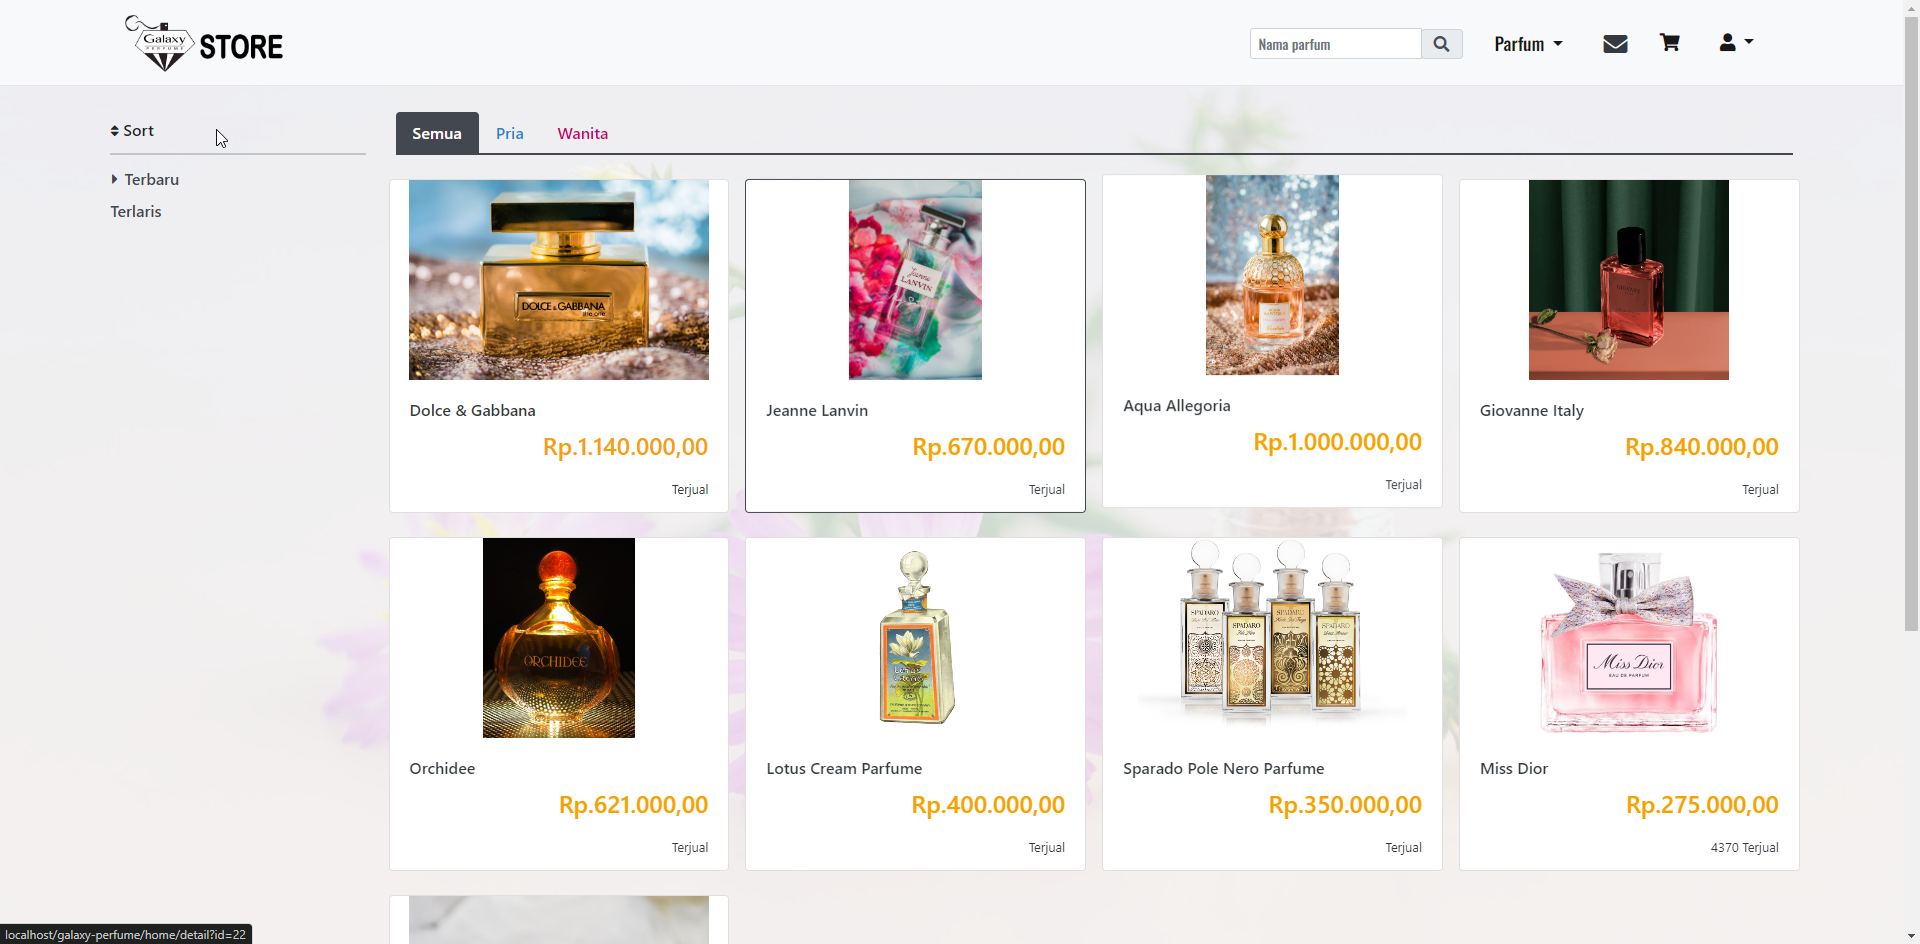 Galaxy
PERFUME
STORE
Nama parfum
Parfum
Sort
Terbaru
Terlaris
Semua
Pria
Wanita
DOLCE & GABBANA
the one
Jeanne
LANVIN
Dolce & Gabbana
Rp.1.140.000,00
Terjual
Jeanne Lanvin
Rp.670.000,00
Terjual
Aqua Allegoria
Rp.1.000.000,00
Terjual
Giovanne Italy
Rp.840.000,00
Terjual
ORCHIDEE
SPADARO
SPADARO
SPADARO
SPADARO
Miss Dior
EAU DE PARFUM
Orchidee
Rp.621.000,00
Terjual
Lotus Cream Parfume
Rp.400.000,00
Terjual
Sparado Pole Nero Parfume
Rp.350.000,00
Terjual
Miss Dior
Rp.275.000,00
4370 Terjual
localhost/galaxy-perfume/home/detail?id=22